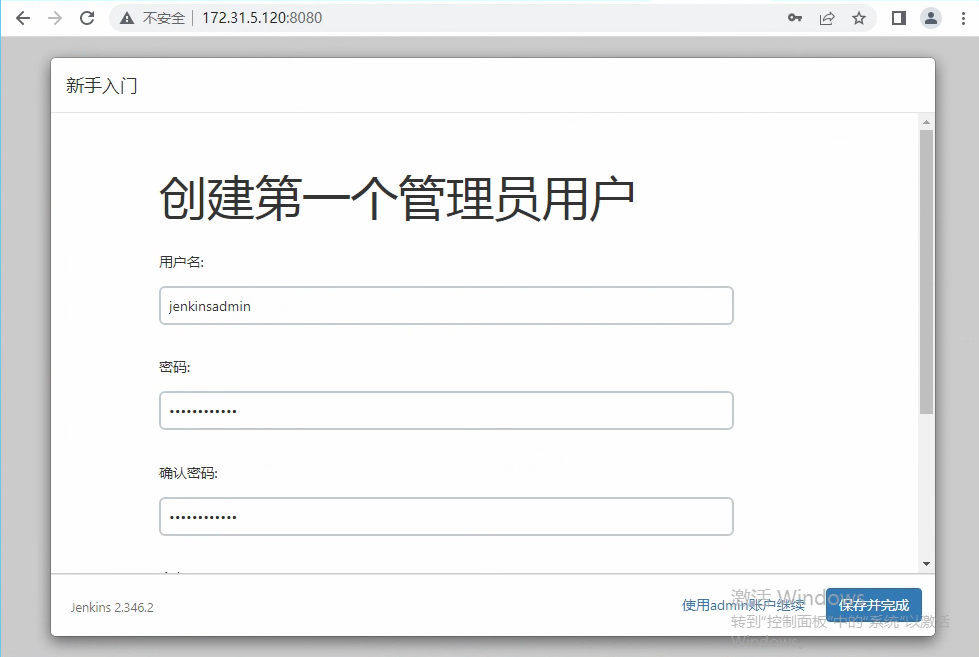 不安全 172.31.5.120:8080
新手入门
创建第一个管理员用户
用户名:
jenkinsadmin
密码:
••••••••••••
确认密码:
••••••••••••
Jenkins 2.346.2
使用admin账户继续
保存并完成
激活 Windows
转到"控制面板"中的"系统"以激活
Windows。